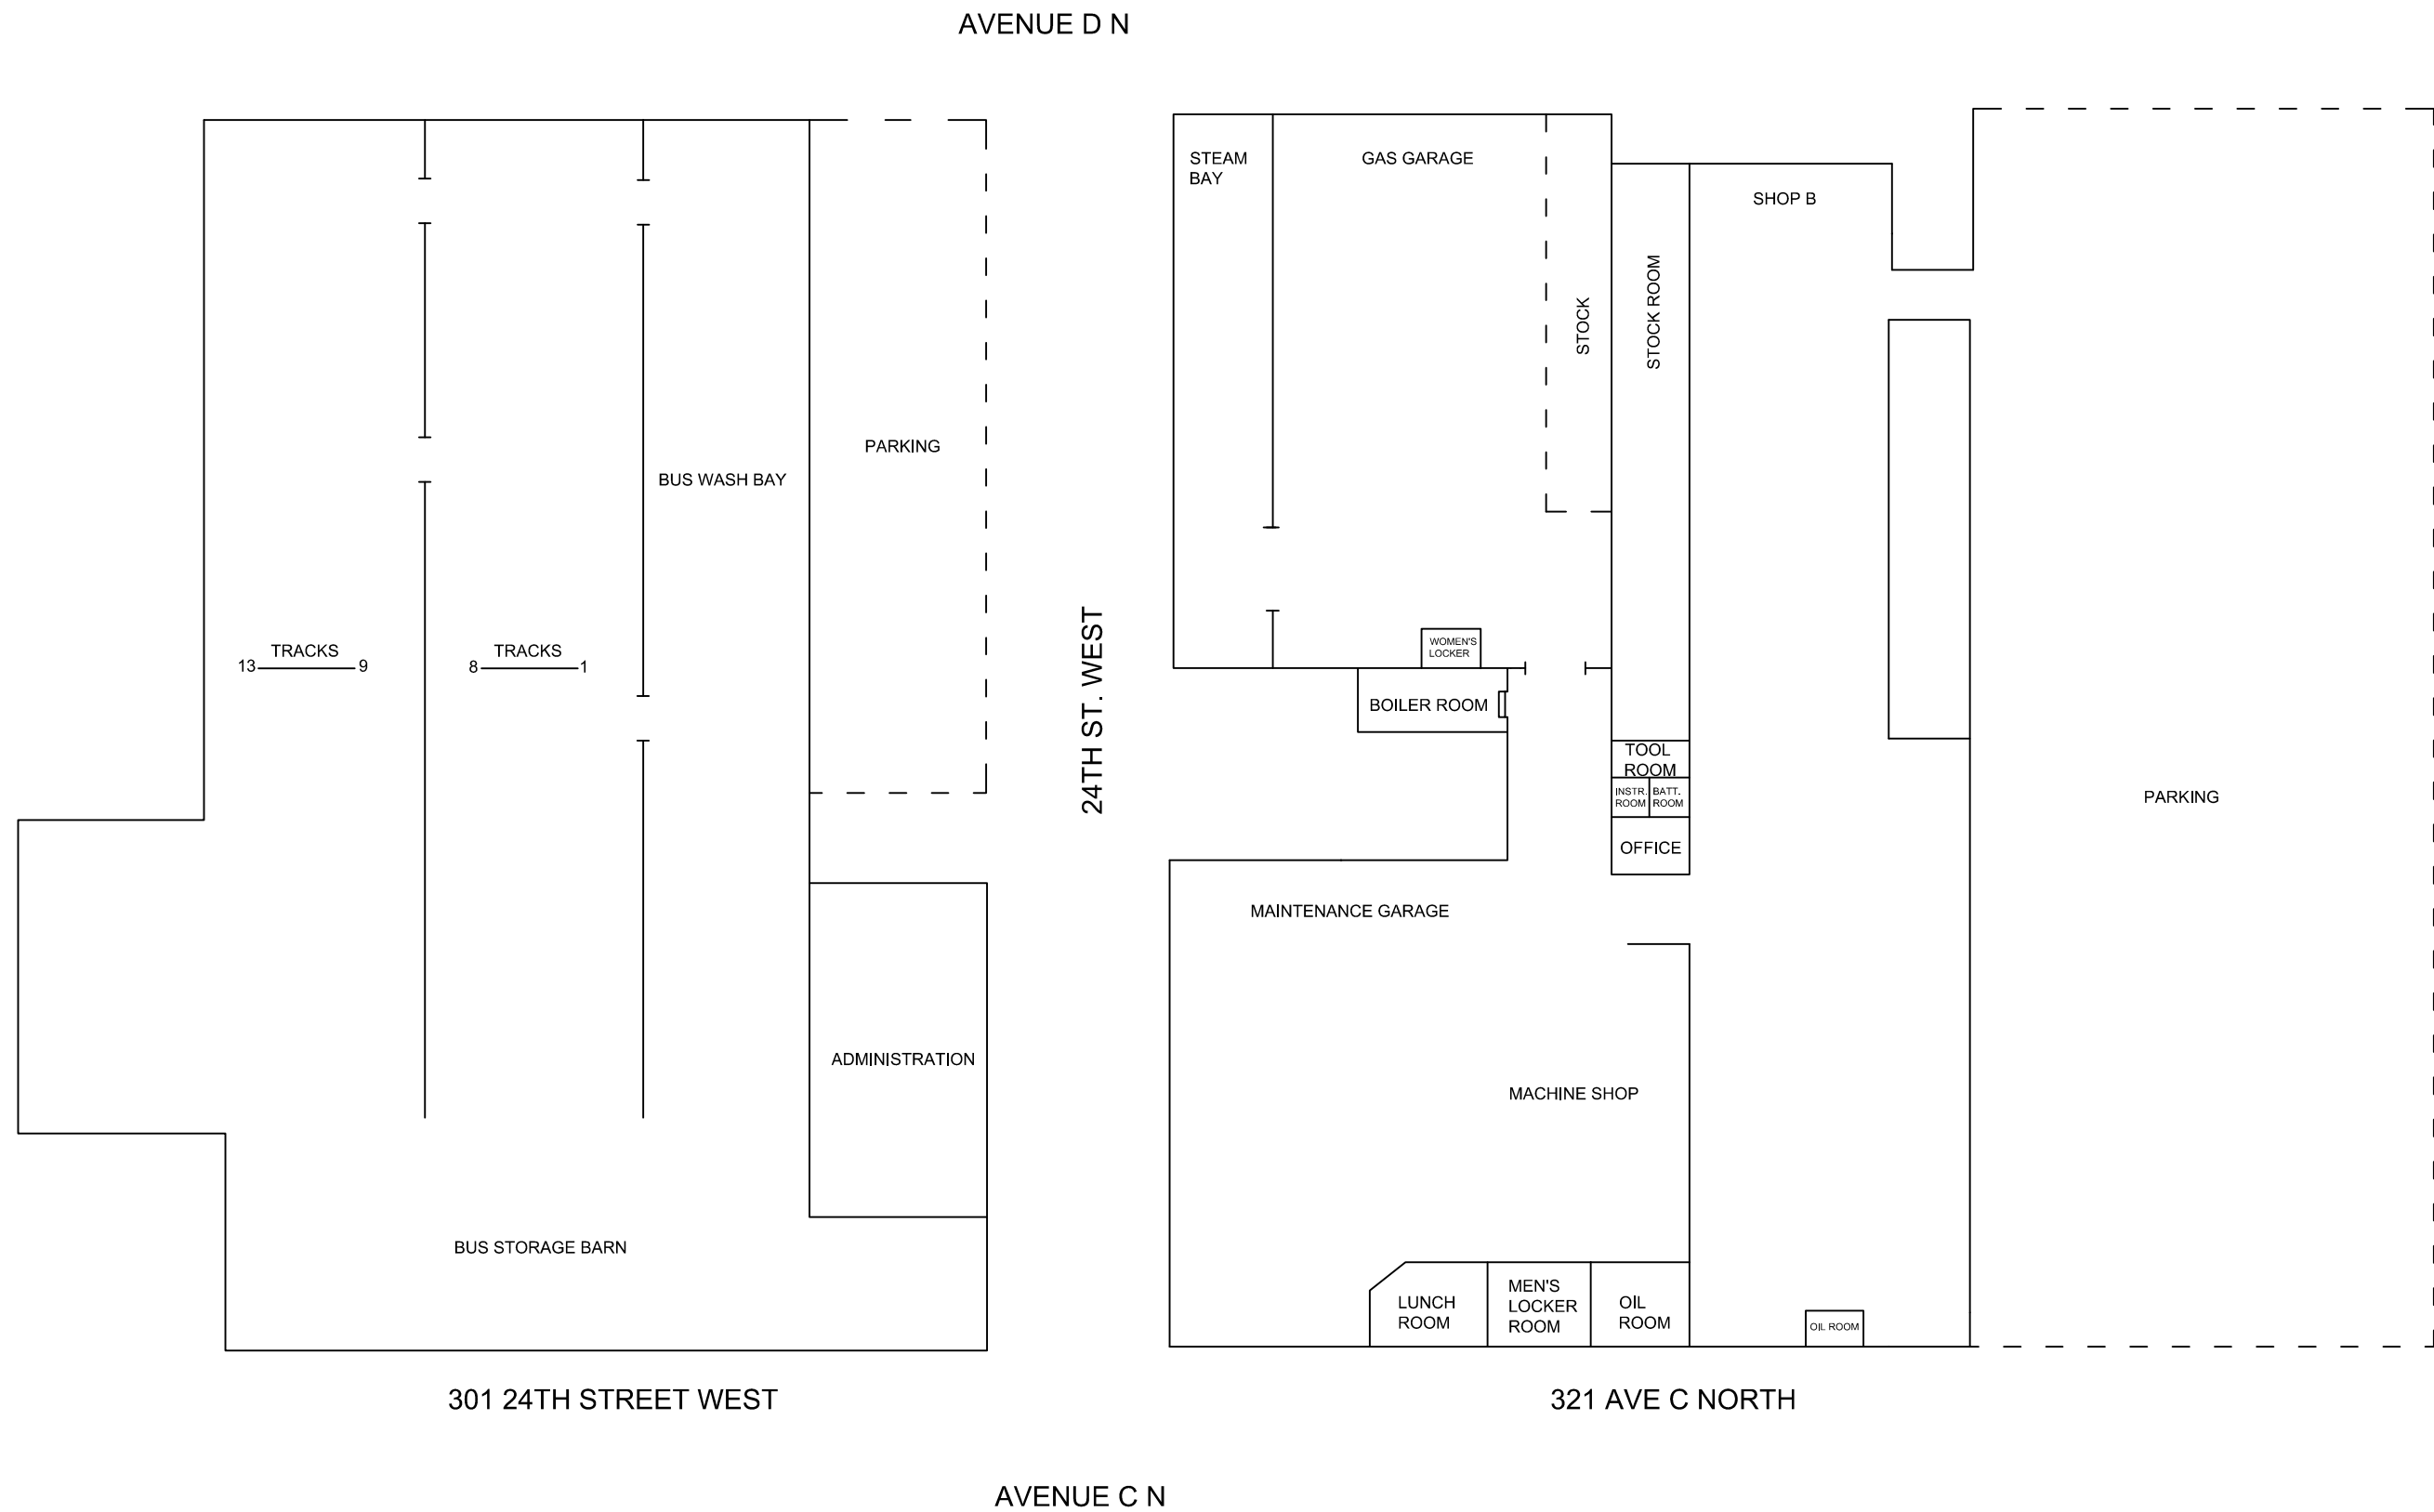 AVENUE D N
STEAM
BAY
GAS GARAGE
SHOP B
STOCK
STOCK ROOM
PARKING
BUS WASH BAY
TRACKS
13 9
TRACKS
8 1
24TH ST. WEST
WOMEN'S
LOCKER
BOILER ROOM
TOOL
ROOM
INSTR.
ROOM
BATT.
ROOM
OFFICE
PARKING
MAINTENANCE GARAGE
ADMINISTRATION
MACHINE SHOP
BUS STORAGE BARN
LUNCH
ROOM
MEN'S
LOCKER
ROOM
OIL
ROOM
OIL ROOM
301 24TH STREET WEST
321 AVE C NORTH
AVENUE C N